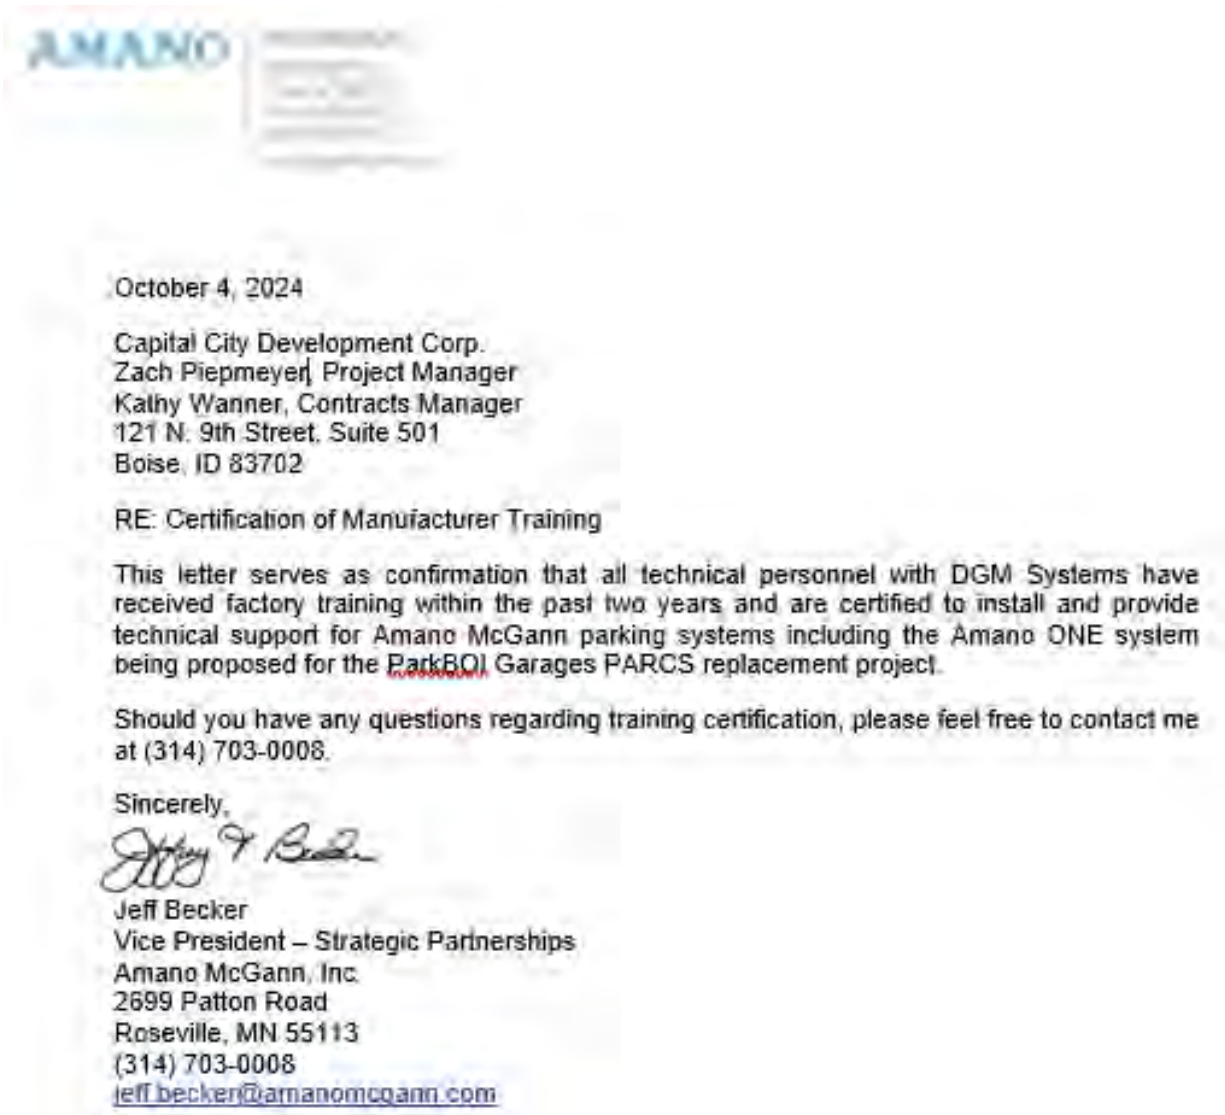 AMANO
October 4, 2024
Capital City Development Corp.
Zach Piepmeyer, Project Manager
Kathy Wanner, Contracts Manager
121 N. 9th Street, Suite 501
Boise, ID 83702
RE: Certification of Manufacturer Training
This letter serves as confirmation that all technical personnel with DGM Systems have
received factory training within the past two years and are certified to install and provide
technical support for Amano McGann parking systems including the Amano ONE system
being proposed for the ParkBOI Garages PARCS replacement project.
Should you have any questions regarding training certification, please feel free to contact me
at (314) 703-0008.
Sincerely,
Jeffrey F Becker
Jeff Becker
Vice President – Strategic Partnerships
Amano McGann, Inc.
2699 Patton Road
Roseville, MN 55113
(314) 703-0008
jeff.becker@amanomcgann.com